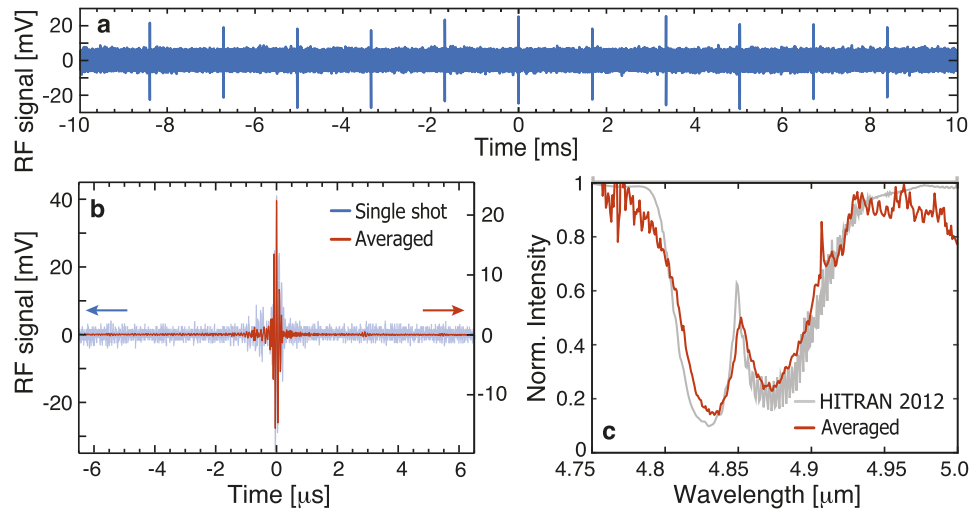 a
RF signal [mV]
20
0
-20
-10 -8 -6 -4 -2 0 2 4 6 8 10
Time [ms]
b
RF signal [mV]
40
20
0
-20
Single shot
Averaged
20
10
0
-10
-6 -4 -2 0 2 4 6
Time [μs]
Norm. Intensity
1
0.8
0.6
0.4
0.2
0
HITRAN 2012
Averaged
c
4.75 4.8 4.85 4.9 4.95 5.0
Wavelength [μm]